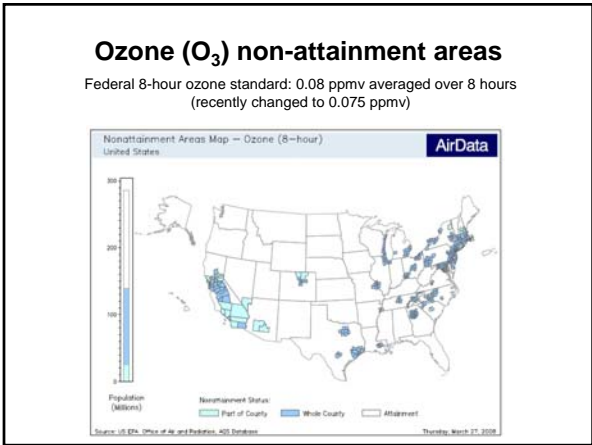 Ozone (O₃) non-attainment areas
Federal 8-hour ozone standard: 0.08 ppmv averaged over 8 hours
(recently changed to 0.075 ppmv)
Nonattainment Areas Map - Ozone (8-hour)
United States
AirData
300
200
100
0
Population
(Millions)
Nonattainment Status:
Part of County
Whole County
Attainment
Source: US EPA Office of Air and Radiation, AQS Database
Thursday, March 27, 2008